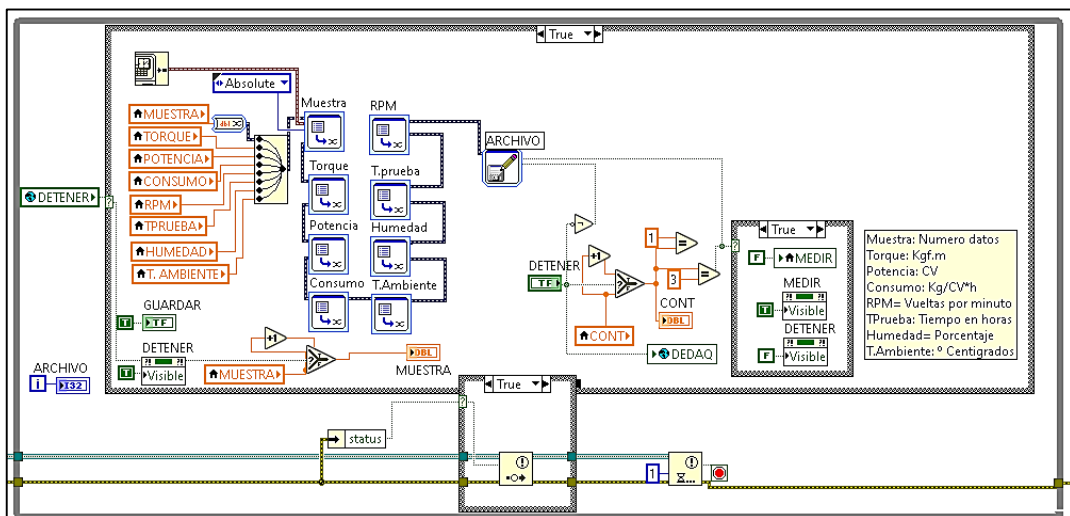 True
Absolute
Muestra
RPM
MUESTRA
dbl
TORQUE
POTENCIA
CONSUMO
RPM
TPRUEBA
HUMEDAD
T. AMBIENTE
Torque
T.prueba
Potencia
Humedad
Consumo
T.Ambiente
ARCHIVO
DETENER
?
GUARDAR
T
TF
DETENER
T
Visible
+1
MUESTRA
DBL
MUESTRA
ARCHIVO
i
I32
DETENER
TF
+1
1
=
3
=
CONT
DBL
CONT
DEDAQ
?
True
F
MEDIR
MEDIR
T
Visible
DETENER
F
Visible
Muestra: Numero datos
Torque: Kgf.m
Potencia: CV
Consumo: Kg/CV*h
RPM= Vueltas por minuto
TPrueba: Tiempo en horas
Humedad= Porcentaje
T.Ambiente: º Centigrados
True
?
status
1